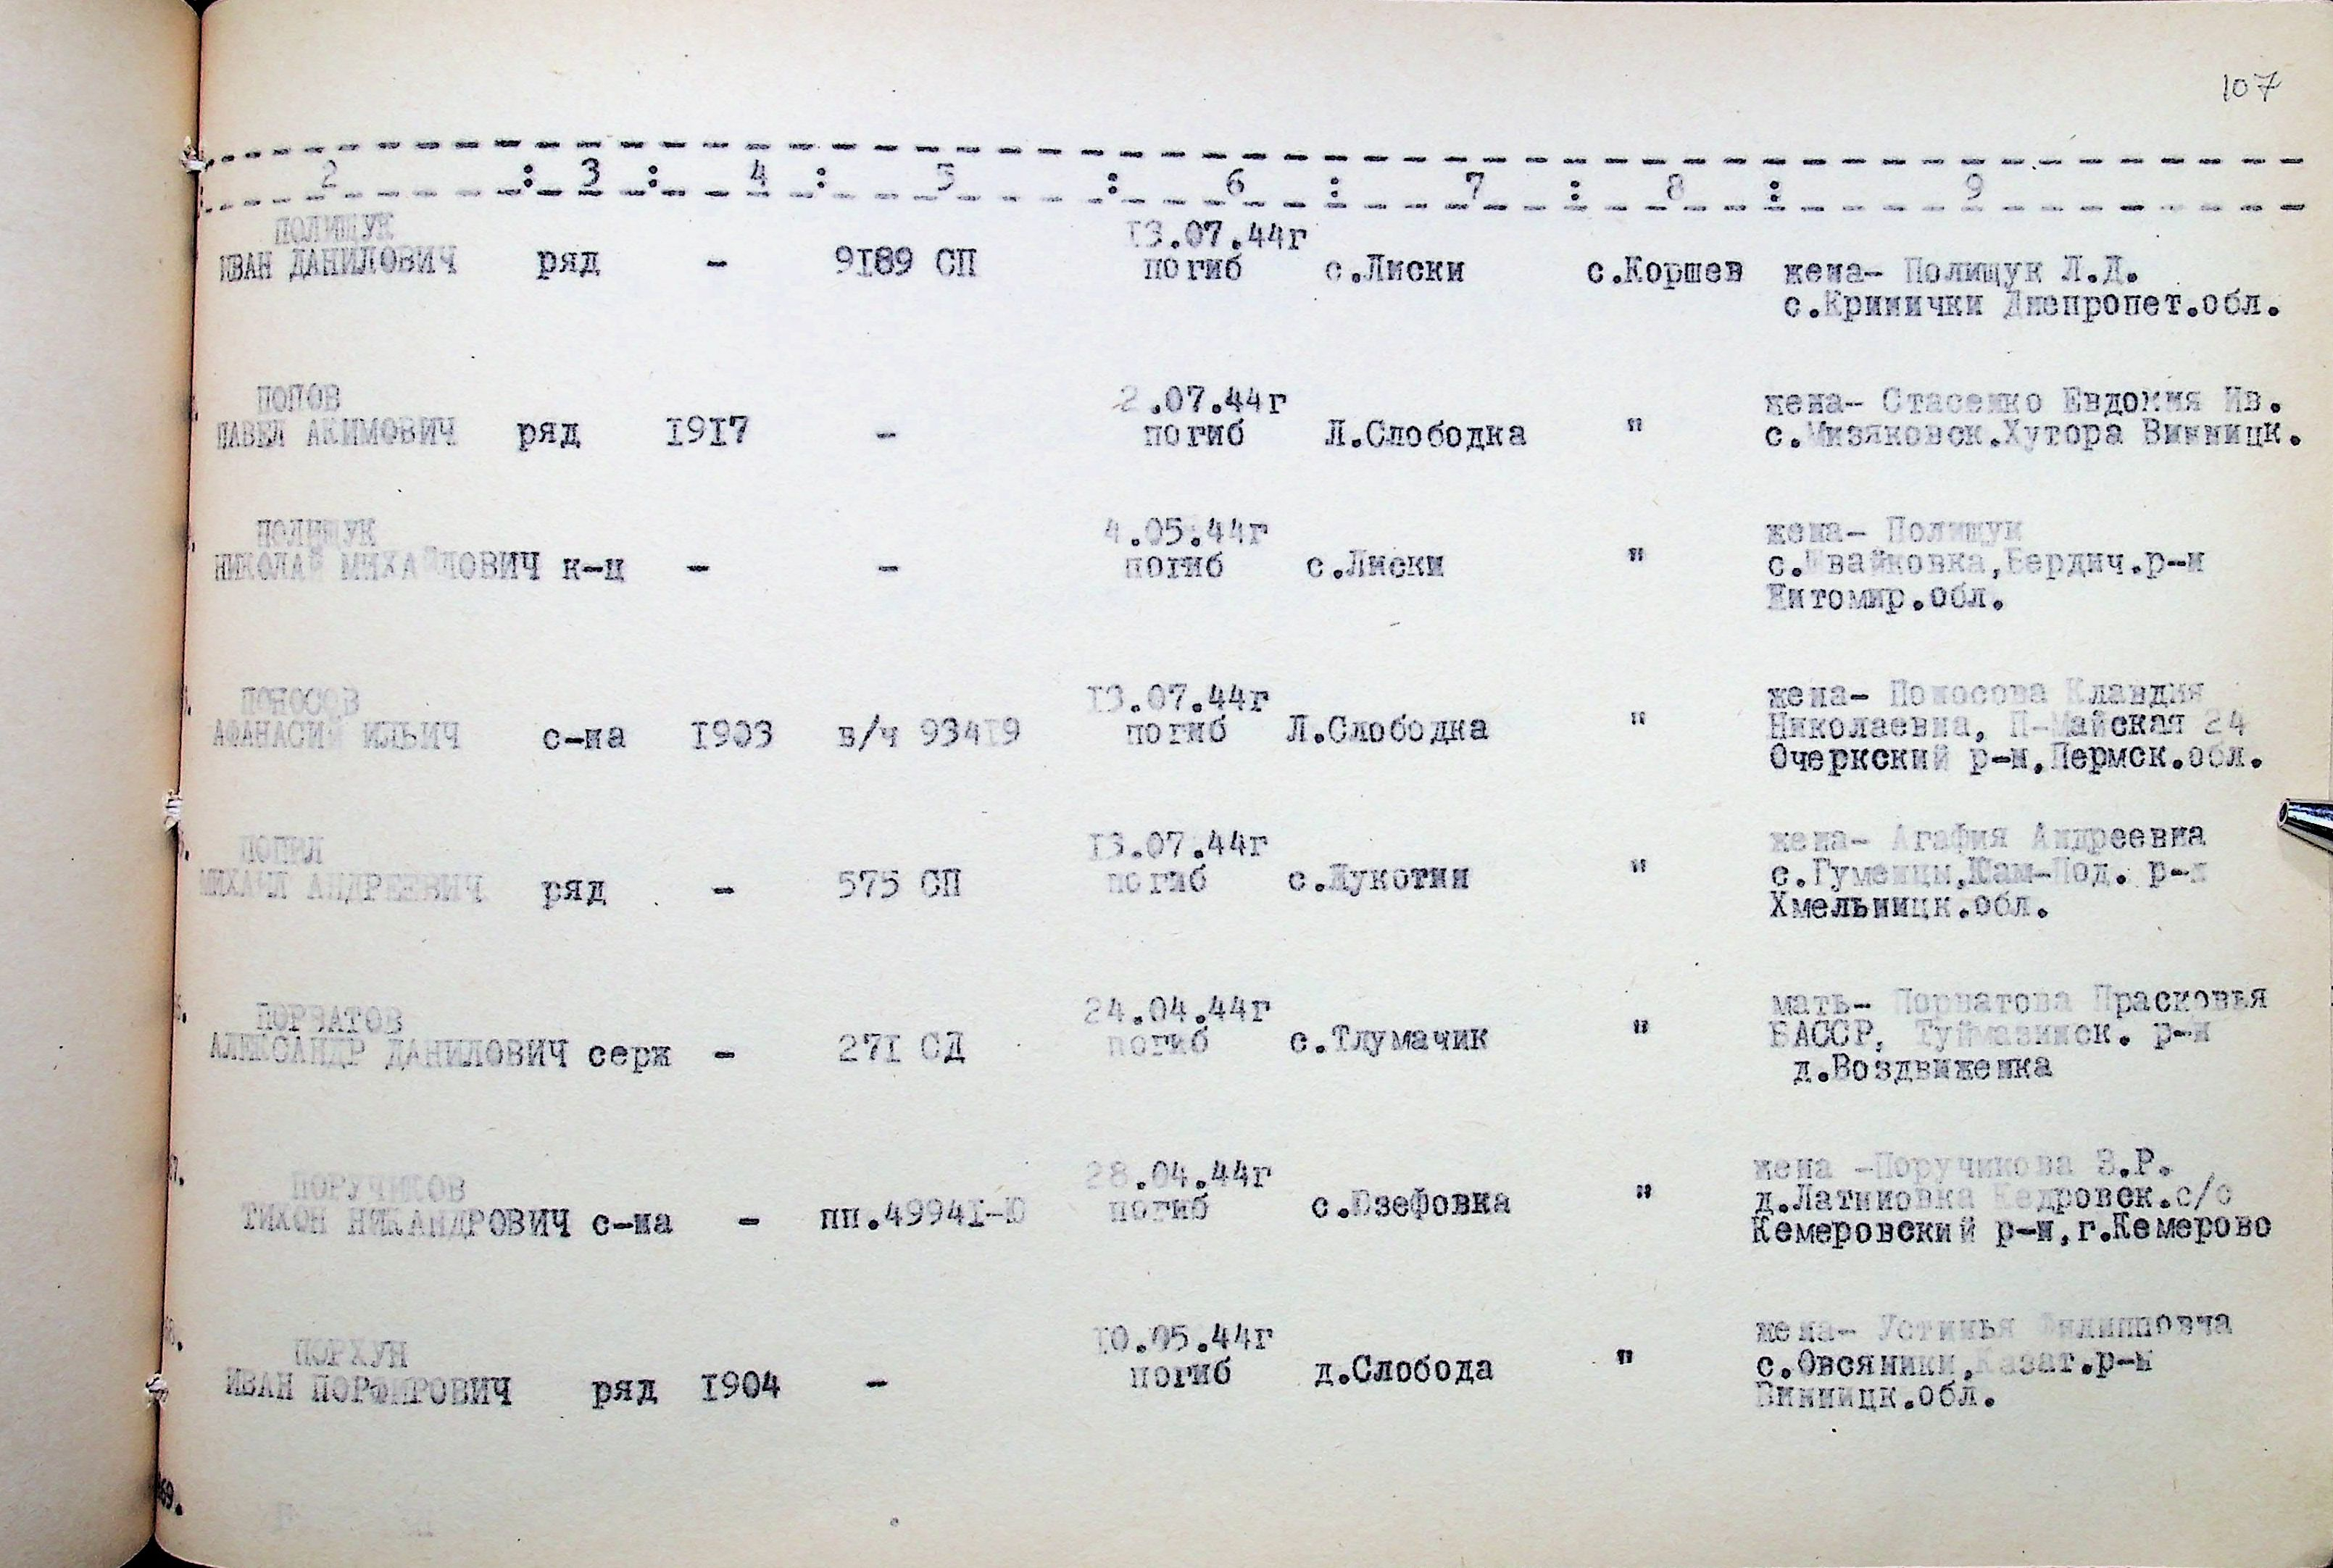 107
2 : 3 : 4 : 5 : 6 : 7 : 8 : 9
ПОЛИЩУК
ИВАН ДАНИЛОВИЧ ряд - 9189 СП 13.07.44г погиб с.Лиски с.Коршев жена- Полищук Л.Д.
с.Кринички Днепропет.обл.
ПОПОВ
ПАВЕЛ АКИМОВИЧ ряд 1917 - 2.07.44г погиб Л.Слободка " жена- Стасенко Евдокия Ив.
с.Мизяковск.Хутора Винницк.
ПОЛИЩУК
НИКОЛАЙ МИХАЙЛОВИЧ к-ц - - 4.05.44г погиб с.Лиски " жена- Полищук
с.Швайковка,Бердич.р-н
Житомир.обл.
ПОНОСОВ
АФАНАСИЙ ИЛЬИЧ с-на 1903 в/ч 93419 13.07.44г погиб Л.Слободка " жена- Поносова Клавдия
Николаевна, П-Майская 24
Очеркский р-н,Пермск.обл.
ПОПИЛ
МИХАИЛ АНДРЕЕВИЧ ряд - 575 СП 13.07.44г погиб с.Лукотин " жена- Агафия Андреевна
с.Гуменцы,Кам-Под. р-н
Хмельницк.обл.
ПОРВАТОВ
АЛЕКСАНДР ДАНИЛОВИЧ серж - 271 СД 24.04.44г погиб с.Тлумачик " мать- Порватова Прасковья
БАССР, Туймазинск. р-н
д.Воздвиженка
ПОРУЧИКОВ
ТИХОН НИКАНДРОВИЧ с-на - пп.49941-Ю 28.04.44г погиб с.Юзефовка " жена -Поручикова З.Р.
д.Латыновка Кедровск.с/с
Кемеровский р-н,г.Кемерово
ПОРХУН
ИВАН ПОРФИРОВИЧ ряд 1904 - 10.05.44г погиб д.Слобода " жена- Устинья Филипповча
с.Овсяники,Казат.р-н
Винницк.обл.